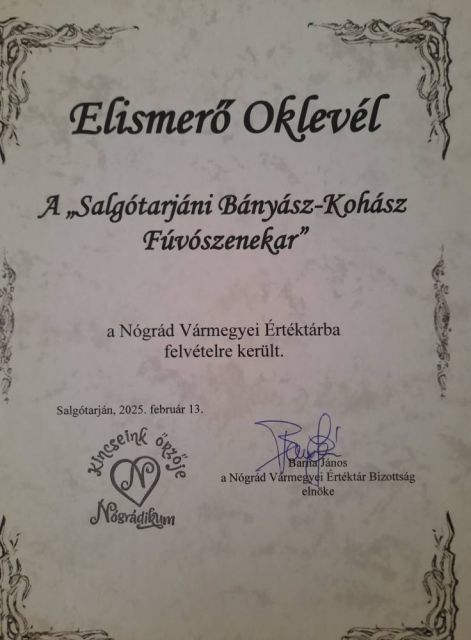 Elismerő Oklevél
A „Salgótarjáni Bányász-Kohász
Fúvószenekar”
a Nógrád Vármegyei Értéktárba
felvételre került.
Salgótarján, 2025. február 13.
Kincseink őrzője
N
Nógrádikum
Barna János
a Nógrád Vármegyei Értéktár Bizottság
elnöke